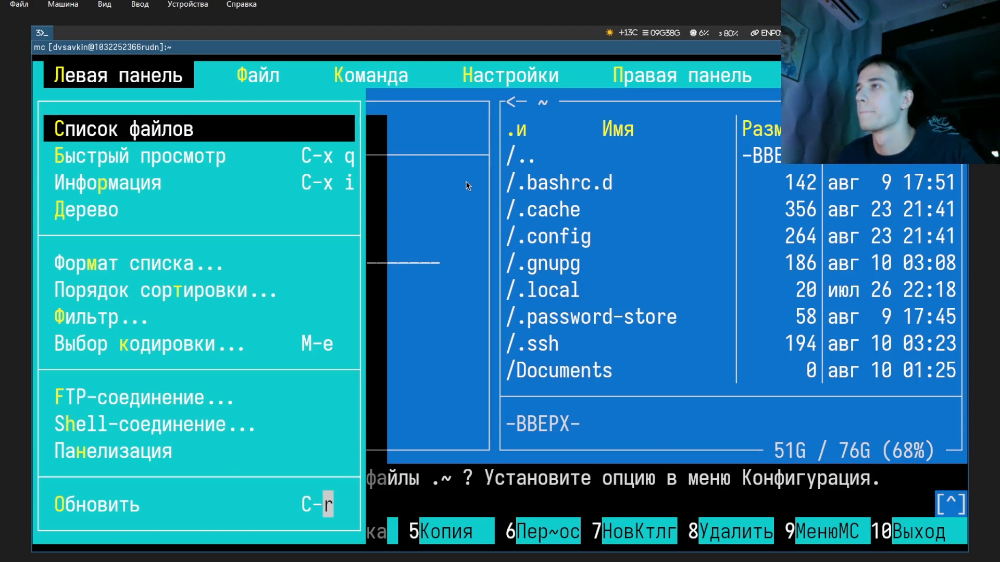 Файл Машина Вид Ввод Устройства Справка
3 +13C 09G38G 6% 3 80% ENP0S
mc [dvsavkin@1032252366rudn]:~
Левая панель Файл Команда Настройки Правая панель
<─ ~
Список файлов
Быстрый просмотр C-x q
Информация C-x i
Дерево
Формат списка...
Порядок сортировки...
Фильтр...
Выбор кодировки... M-e
FTP-соединение...
Shell-соединение...
Панелизация
Обновить C-r
.и Имя Разм
/.. -ВВЕ
/.bashrc.d 142 авг 9 17:51
/.cache 356 авг 23 21:41
/.config 264 авг 23 21:41
/.gnupg 186 авг 10 03:08
/.local 20 июл 26 22:18
/.password-store 58 авг 9 17:45
/.ssh 194 авг 10 03:23
/Documents 0 авг 10 01:25
-ВВЕРХ-
51G / 76G (68%)
файлы .~ ? Установите опцию в меню Конфигурация.
[^]
ка 5Копия 6Пер~ос 7НовКтлг 8Удалить 9МенюMC 10Выход